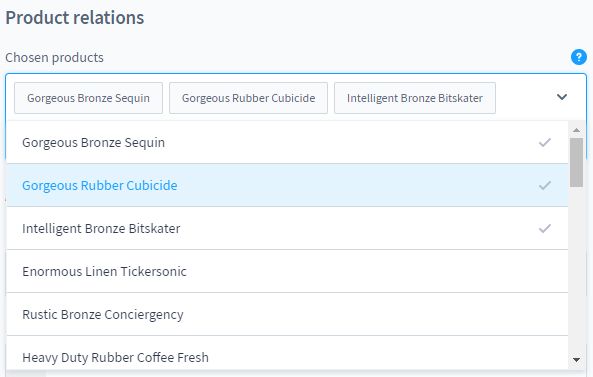 Product relations
Chosen products ?
Gorgeous Bronze Sequin Gorgeous Rubber Cubicide Intelligent Bronze Bitskater
Gorgeous Bronze Sequin
Gorgeous Rubber Cubicide
Intelligent Bronze Bitskater
Enormous Linen Tickersonic
Rustic Bronze Conciergency
Heavy Duty Rubber Coffee Fresh